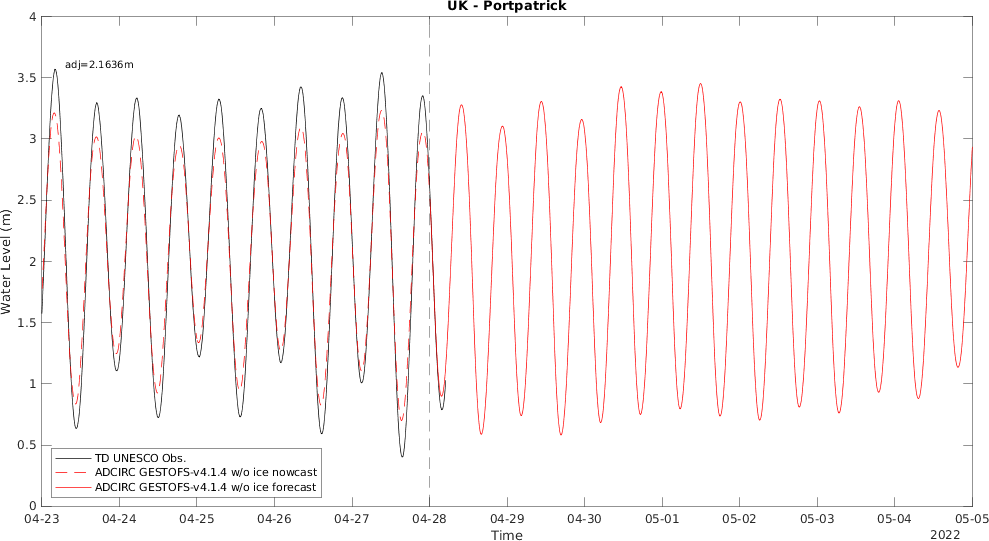 UK - Portpatrick
adj=2.1636m
4
3.5
3
2.5
2
1.5
1
0.5
0
Water Level (m)
TD UNESCO Obs.
ADCIRC GESTOFS-v4.1.4 w/o ice nowcast
ADCIRC GESTOFS-v4.1.4 w/o ice forecast
04-23 04-24 04-25 04-26 04-27 04-28 04-29 04-30 05-01 05-02 05-03 05-04 05-05
Time
2022